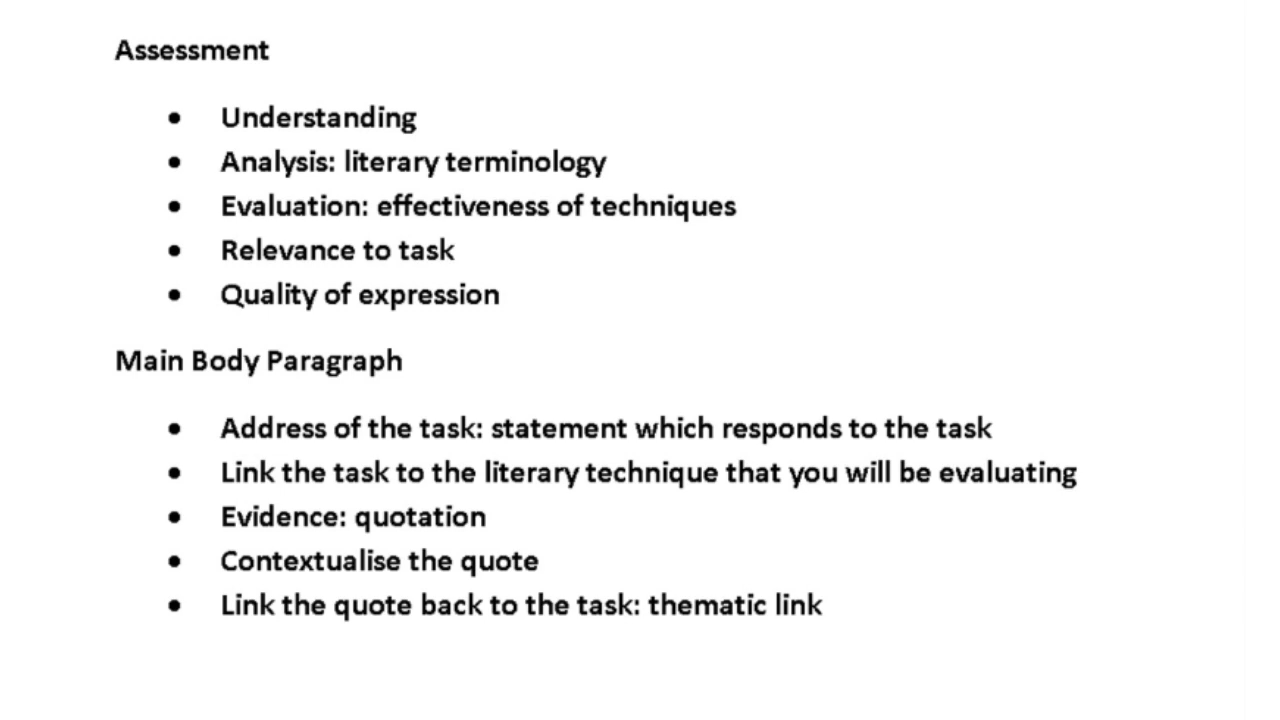 Assessment
• Understanding
• Analysis: literary terminology
• Evaluation: effectiveness of techniques
• Relevance to task
• Quality of expression
Main Body Paragraph
• Address of the task: statement which responds to the task
• Link the task to the literary technique that you will be evaluating
• Evidence: quotation
• Contextualise the quote
• Link the quote back to the task: thematic link